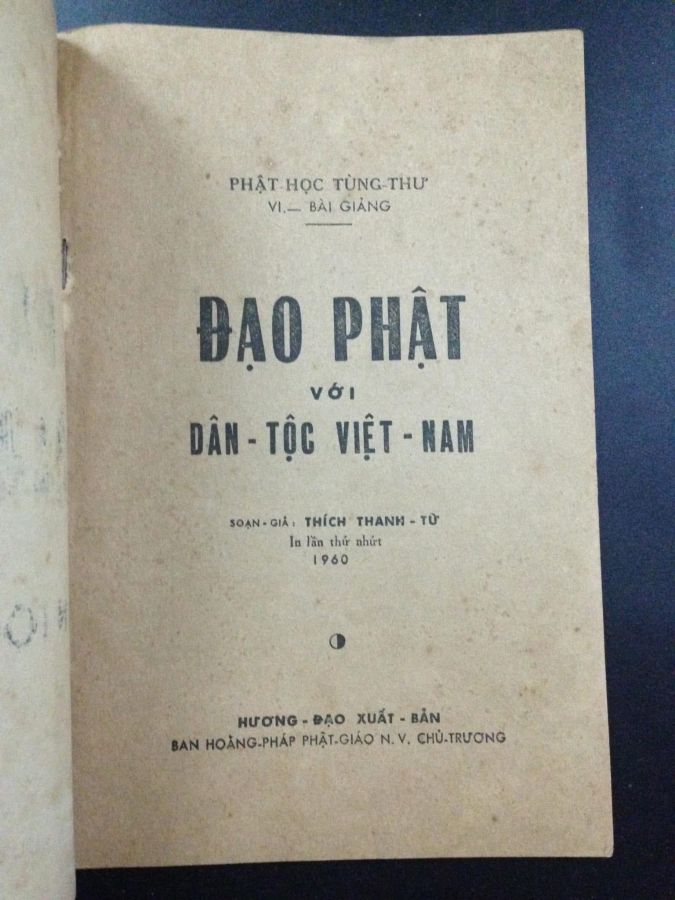 PHẬT HỌC TÙNG-THƯ
VI.— BÀI GIẢNG
ĐẠO PHẬT
VỚI
DÂN - TỘC VIỆT - NAM
SOẠN - GIẢ : THÍCH THANH - TỪ
In lần thứ nhứt
1960
HƯƠNG - ĐẠO XUẤT - BẢN
BAN HOẰNG-PHÁP PHẬT-GIÁO N. V. CHỦ-TRƯƠNG